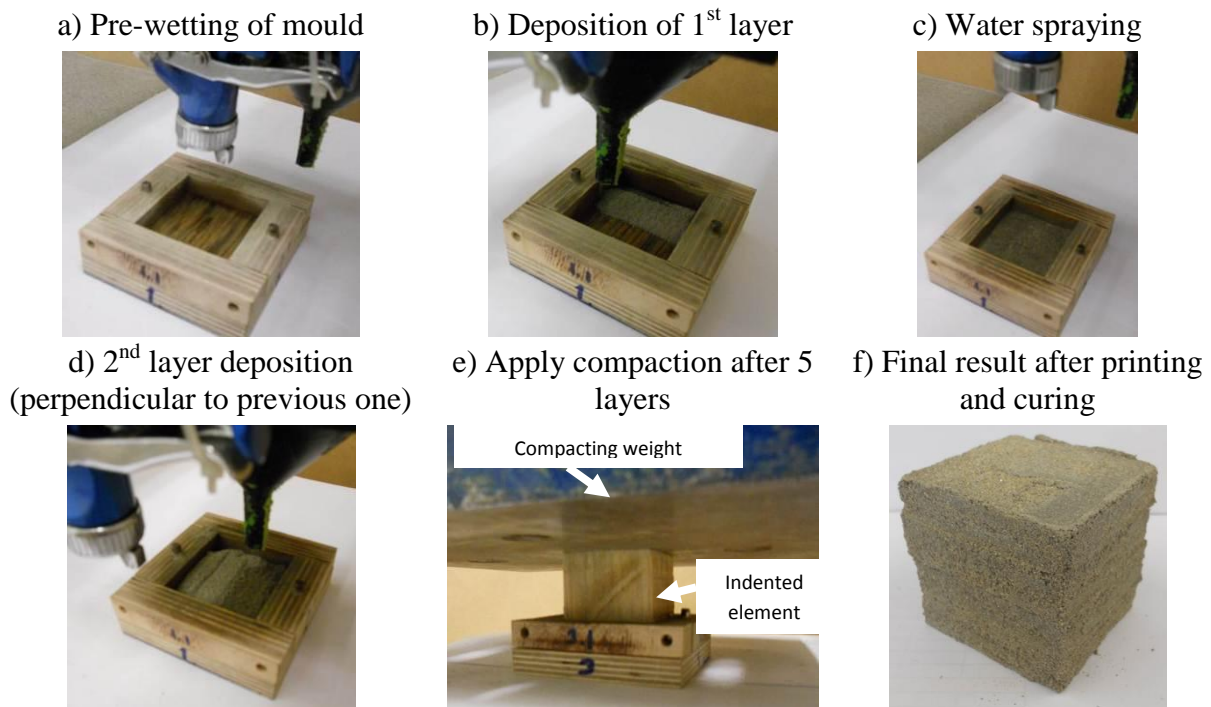 a) Pre-wetting of mould
b) Deposition of 1st layer
c) Water spraying
d) 2nd layer deposition
(perpendicular to previous one)
e) Apply compaction after 5
layers
f) Final result after printing
and curing
Compacting weight
Indented
element
1
1
1
3